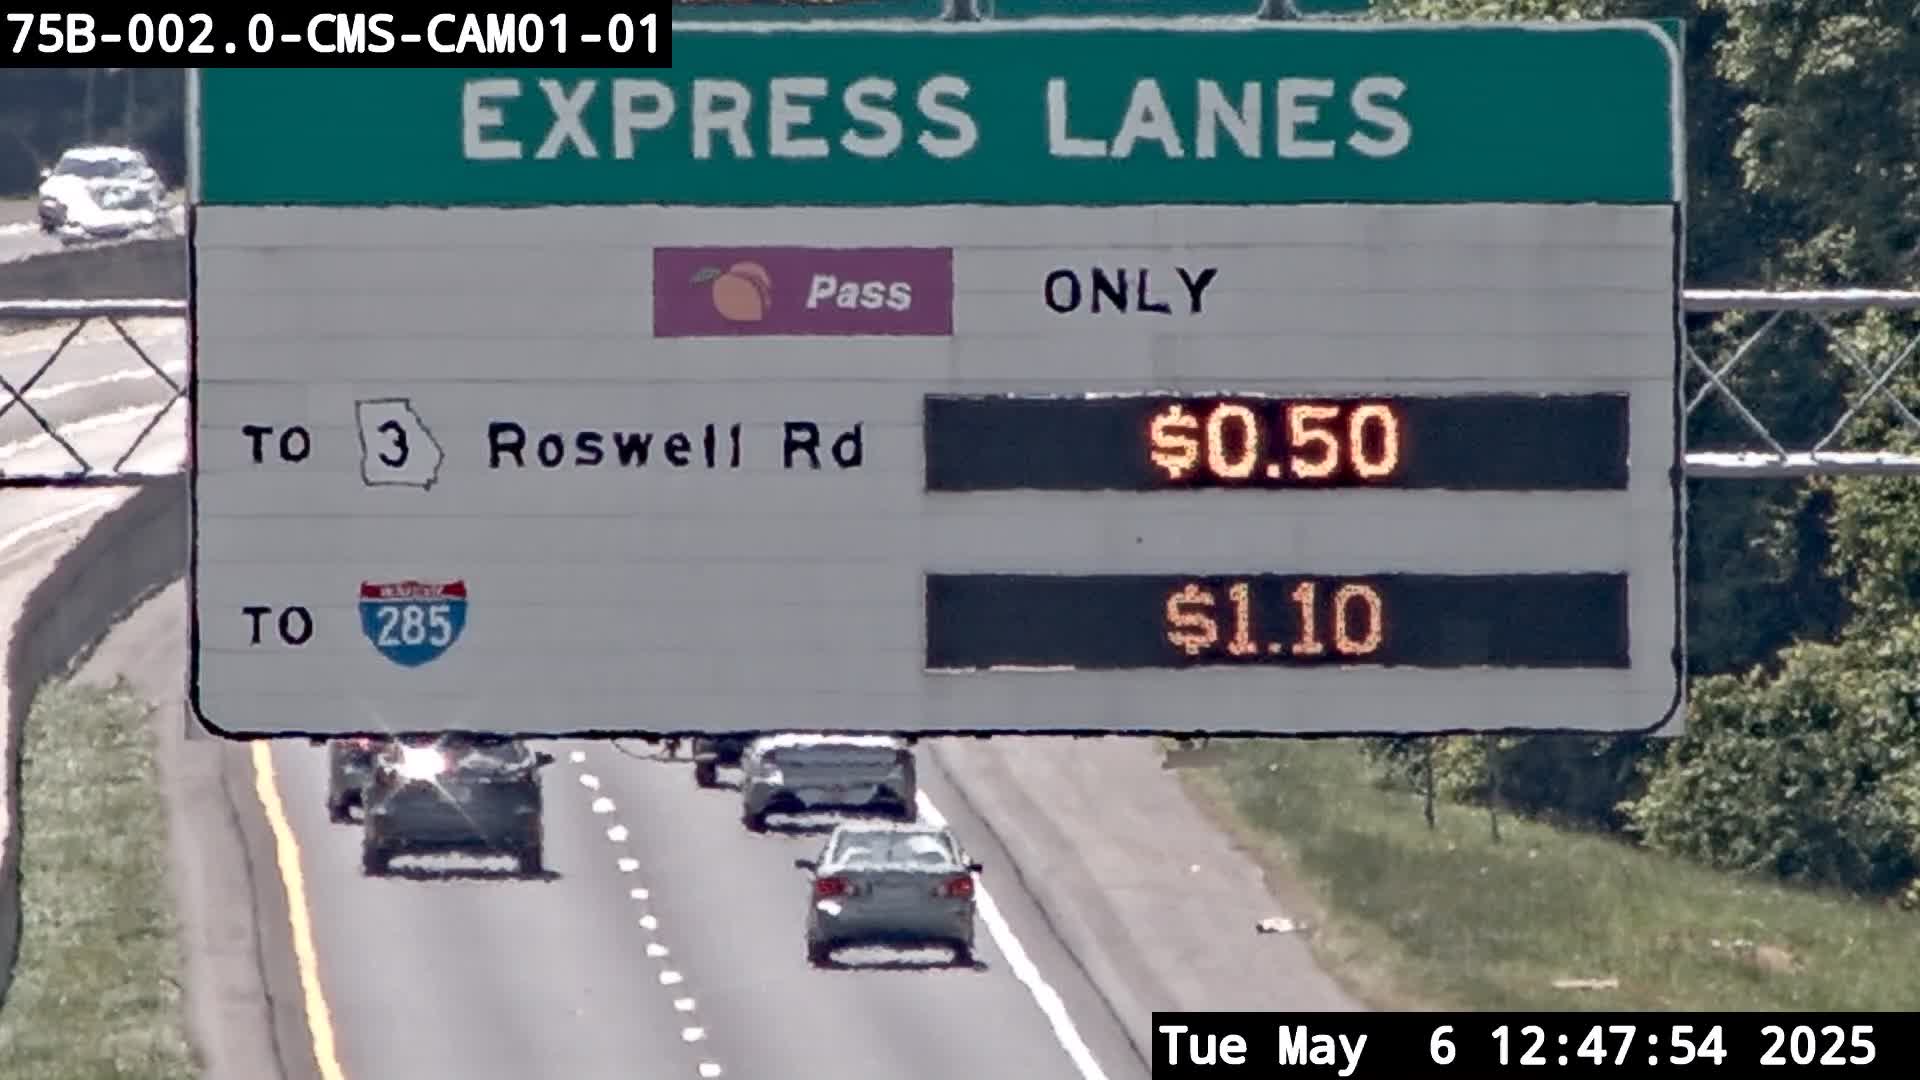 75B-002.0-CMS-CAM01-01
EXPRESS LANES
Pass ONLY
TO 3 Roswell Rd $0.50
TO 285 $1.10
Tue May 6 12:47:54 2025